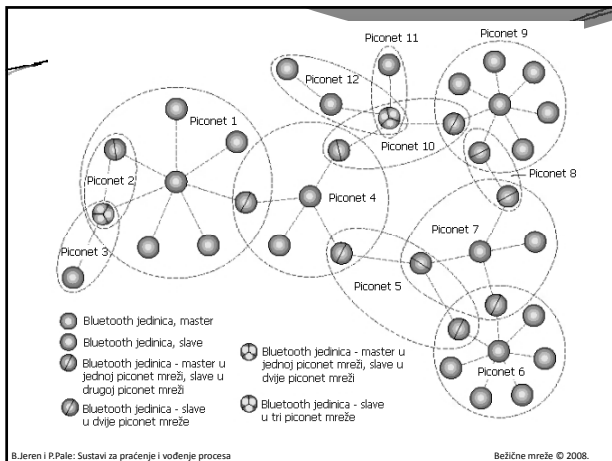 Piconet 11
Piconet 9
Piconet 12
Piconet 1
Piconet 10
Piconet 2
Piconet 8
Piconet 4
Piconet 7
Piconet 3
Piconet 5
Piconet 6
Bluetooth jedinica, master
Bluetooth jedinica, slave
Bluetooth jedinica - master u
jednoj piconet mreži, slave u
drugoj piconet mreži
Bluetooth jedinica - slave
u dvije piconet mreže
Bluetooth jedinica - master u
jednoj piconet mreži, slave u
dvije piconet mreži
Bluetooth jedinica - slave
u tri piconet mreže
B.Jeren i P.Pale: Sustavi za praćenje i vođenje procesa
Bežične mreže © 2008.